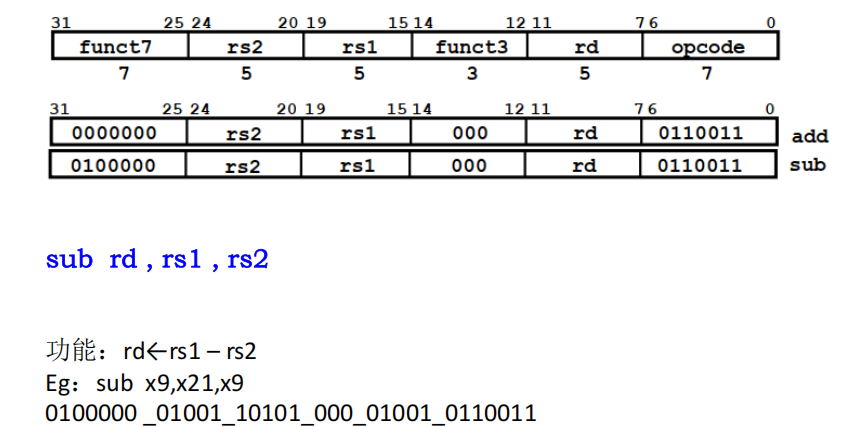 31 25 24 20 19 15 14 12 11 7 6 0
funct7 rs2 rs1 funct3 rd opcode
7 5 5 3 5 7
31 25 24 20 19 15 14 12 11 7 6 0
0000000 rs2 rs1 000 rd 0110011 add
0100000 rs2 rs1 000 rd 0110011 sub
sub rd , rs1 , rs2
功能：rd←rs1 – rs2
Eg：sub x9,x21,x9
0100000 _01001_10101_000_01001_0110011